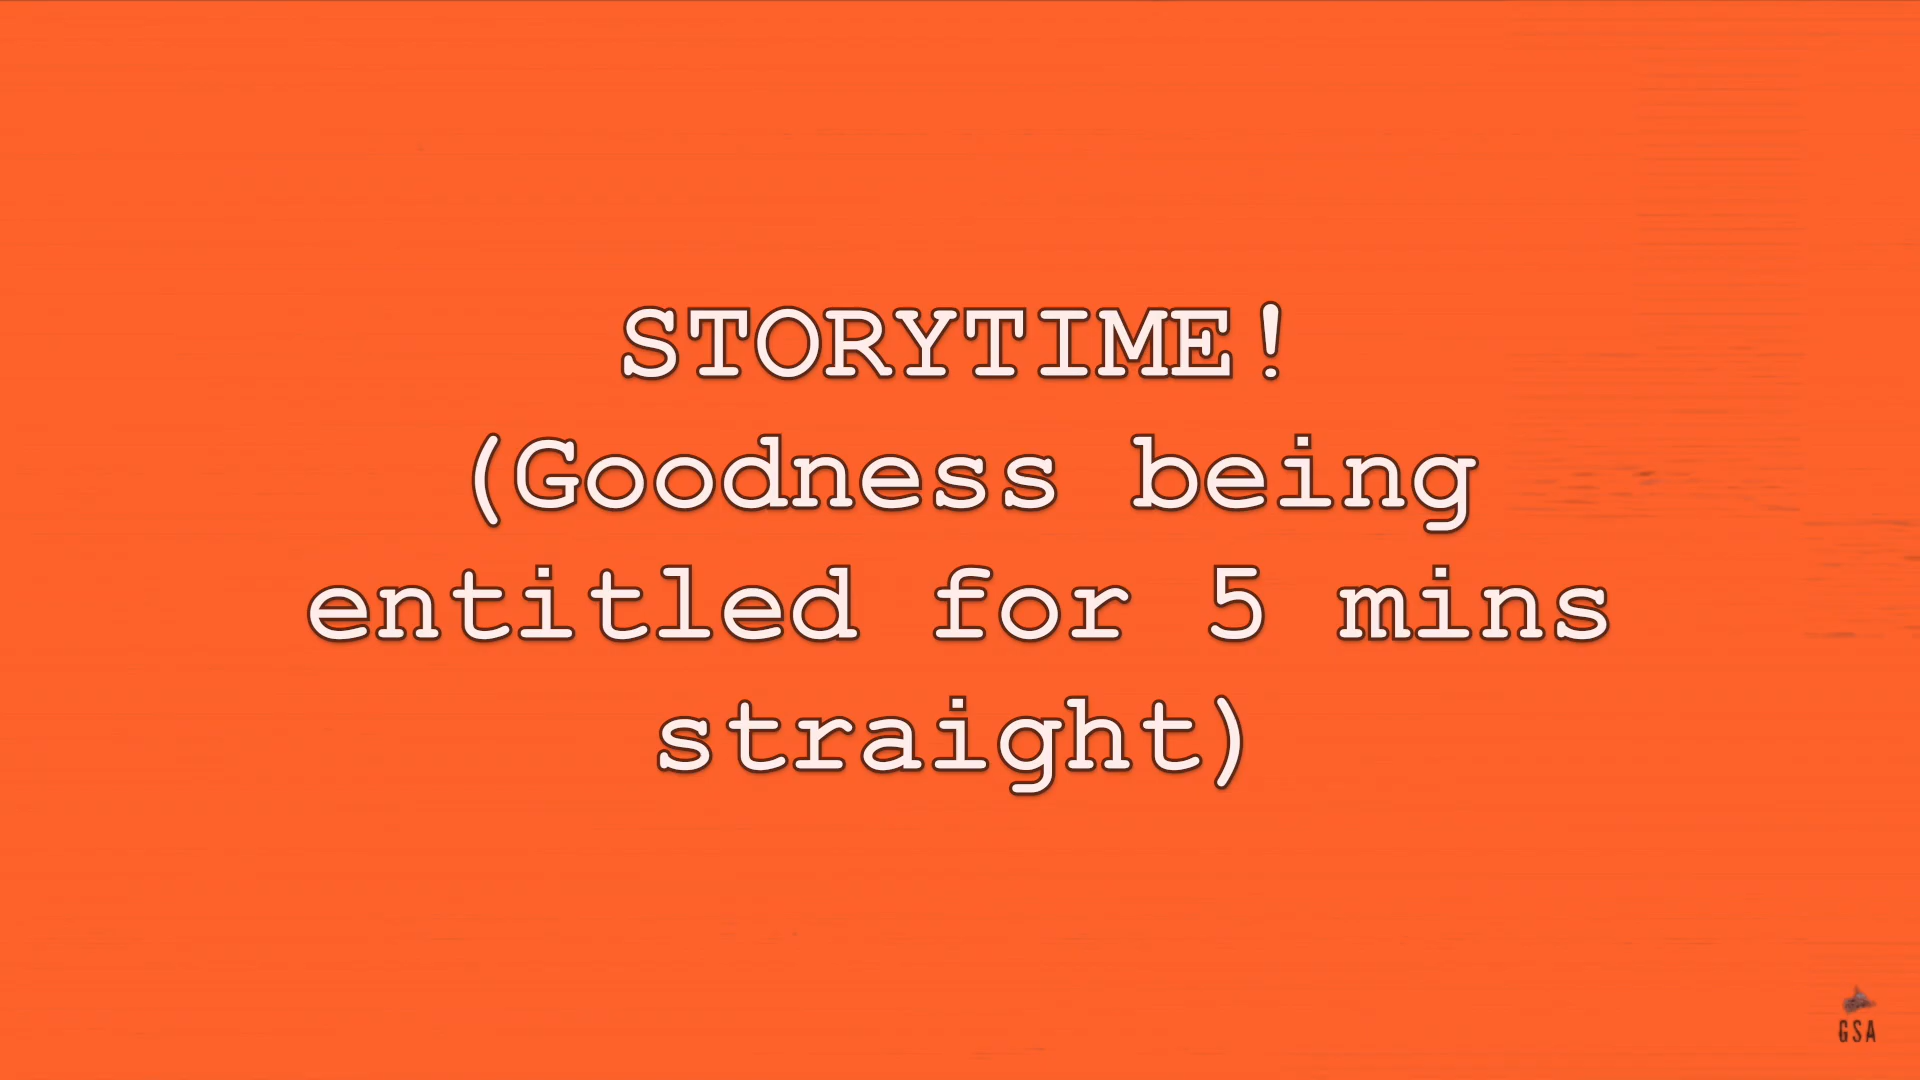 STORYTIME!
(Goodness being
entitled for 5 mins
straight)
GSA